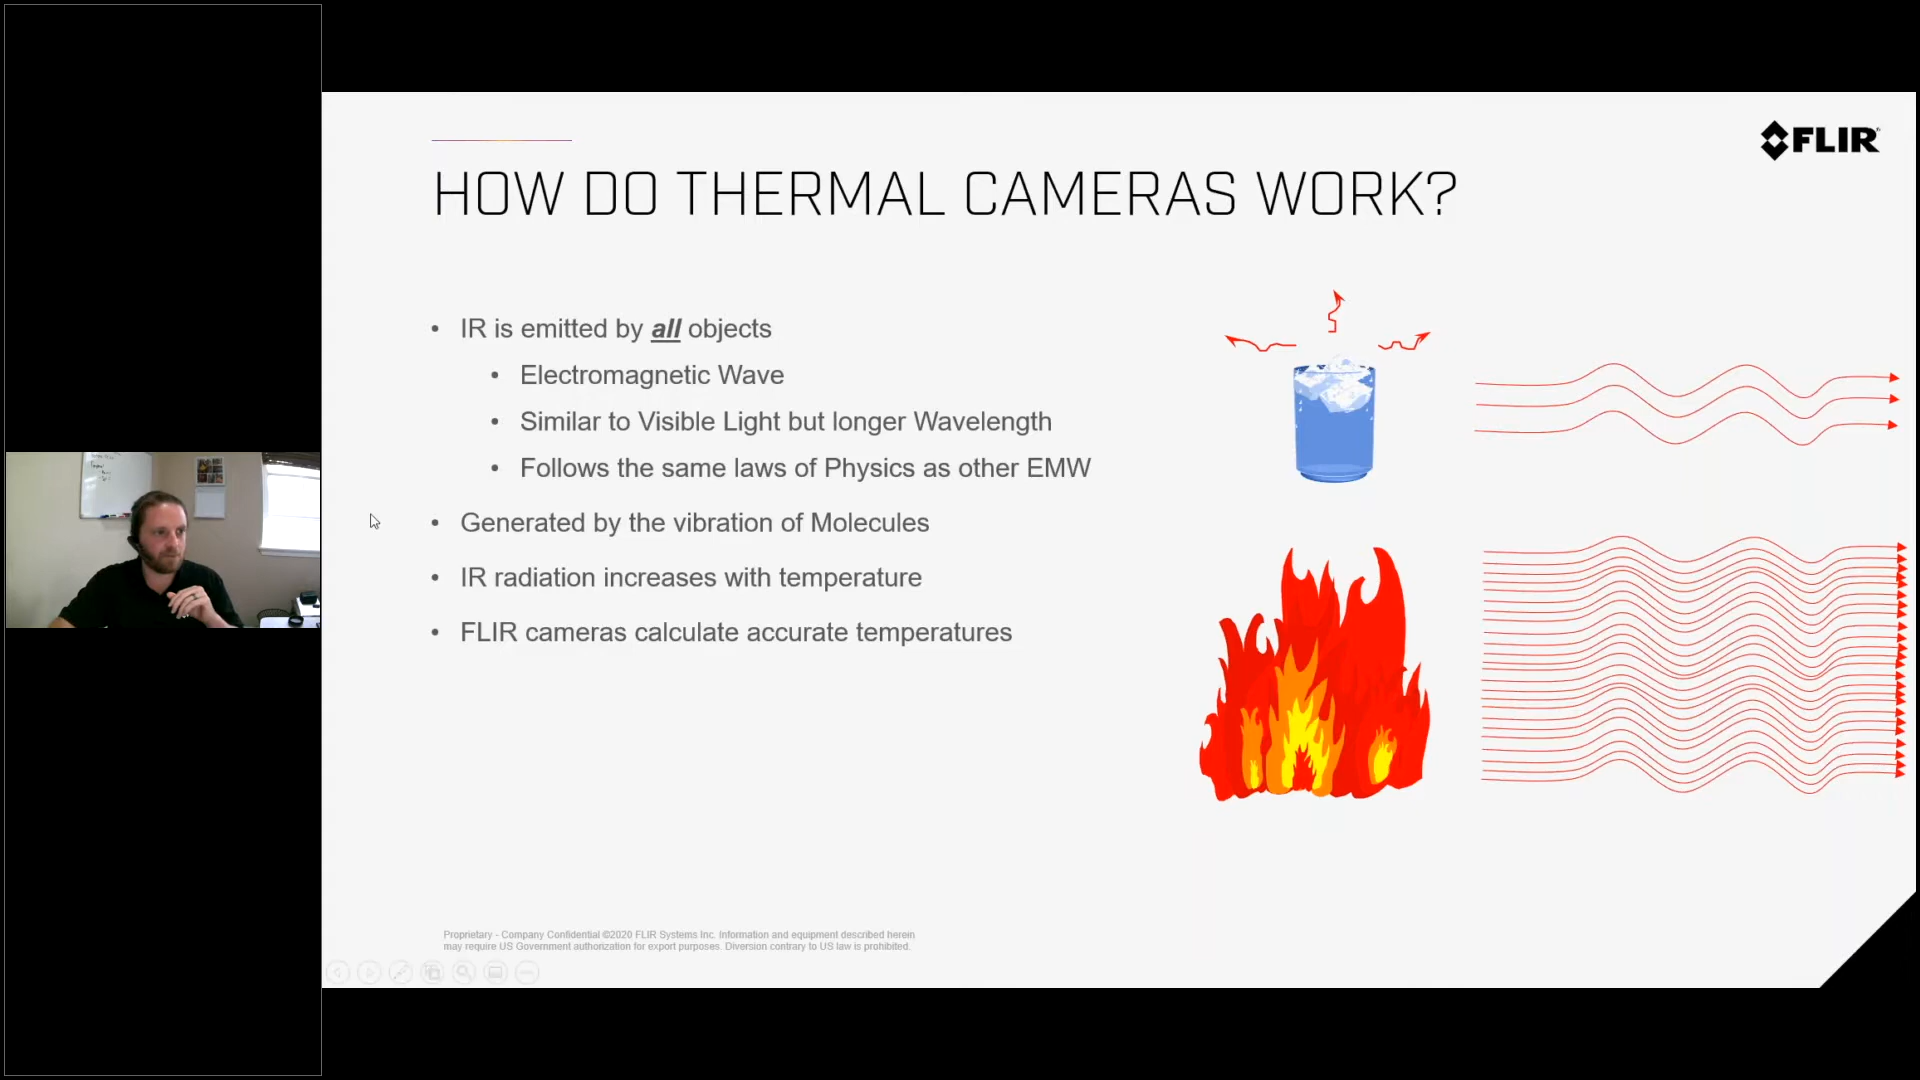 FLIR
HOW DO THERMAL CAMERAS WORK?
• IR is emitted by all objects
• Electromagnetic Wave
• Similar to Visible Light but longer Wavelength
• Follows the same laws of Physics as other EMW
• Generated by the vibration of Molecules
• IR radiation increases with temperature
• FLIR cameras calculate accurate temperatures
Proprietary - Company Confidential ©2020 FLIR Systems Inc. Information and equipment described herein
may require US Government authorization for export purposes. Diversion contrary to US law is prohibited.